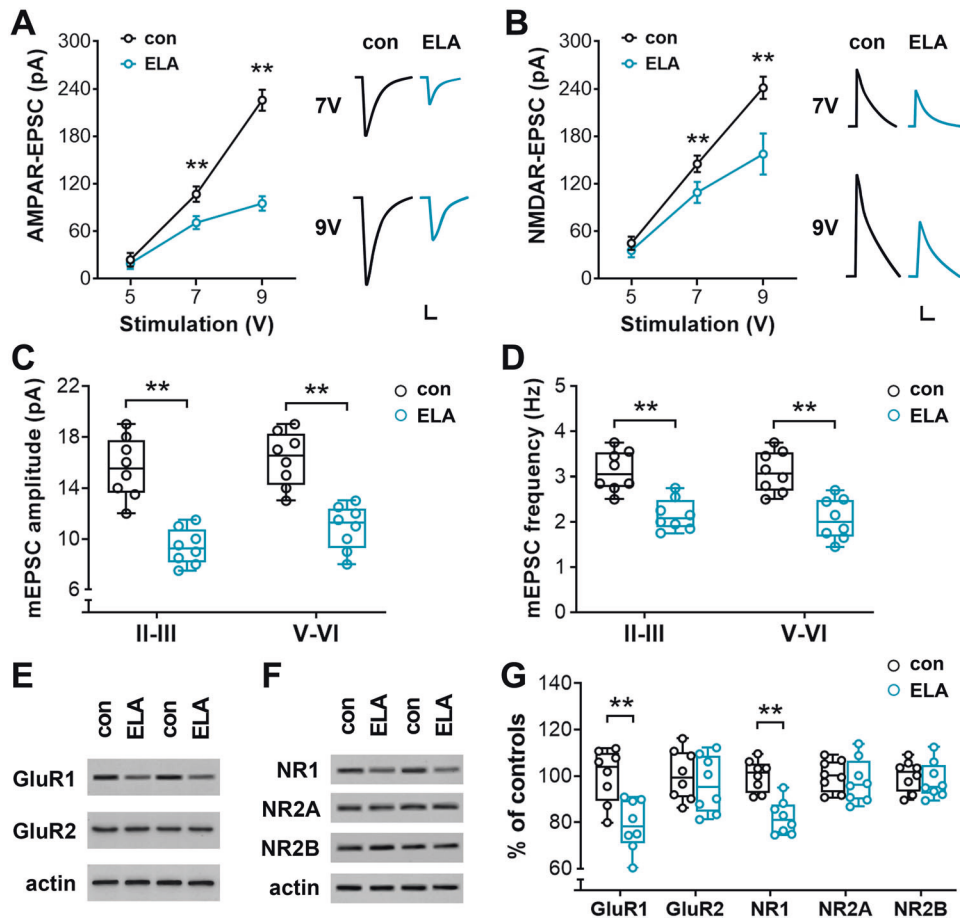 A
AMPAR-EPSC (pA)
300
240
180
120
60
0
con
ELA
**
**
5 7 9
Stimulation (V)
con ELA
7V
9V
B
NMDAR-EPSC (pA)
300
240
180
120
60
0
con
ELA
**
**
5 7 9
Stimulation (V)
con ELA
7V
9V
C
mEPSC amplitude (pA)
22
18
14
10
6
con
ELA
**
**
II-III V-VI
D
mEPSC frequency (Hz)
5
4
3
2
1
0
con
ELA
**
**
II-III V-VI
E
con ELA con ELA
GluR1
GluR2
actin
F
con ELA con ELA
NR1
NR2A
NR2B
actin
G
% of controls
140
120
100
80
60
con
ELA
**
**
GluR1 GluR2 NR1 NR2A NR2B